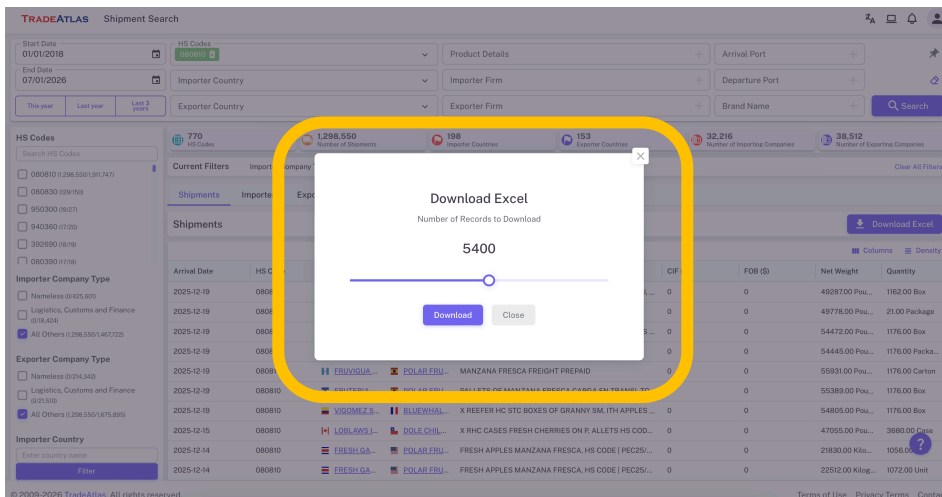 TRADEATLAS Shipment Search
Start Date
01/01/2018
HS Codes
080810
Product Details
Arrival Port
End Date
07/01/2026
Importer Country
Importer Firm
Departure Port
This year Last year Last 3 years
Exporter Country
Exporter Firm
Brand Name
Search
HS Codes
Search HS Codes
080810 (1,298,550/1,911,747)
080830 (129/150)
950300 (19/27)
940360 (17/20)
392690 (18/19)
080390 (17/19)
Importer Company Type
Nameless (0/425,601)
Logistics, Customs and Finance
(0/18,424)
All Others (1,298,550/1,467,722)
Exporter Company Type
Nameless (0/214,342)
Logistics, Customs and Finance
(0/21,510)
All Others (1,298,550/1,675,895)
Importer Country
Enter country name
Filter
770
HS Codes
1,298,550
Number of Shipments
198
Importer Countries
153
Exporter Countries
32,216
Number of Importing Companies
38,512
Number of Exporting Companies
Current Filters
Clear All Filters
Shipments
Shipments
Download Excel
Columns Density
Download Excel
Number of Records to Download
5400
Download Close
Arrival Date
FOB ($) Net Weight Quantity
2025-12-19 0 0 49287.00 Pou... 1162.00 Box
2025-12-19 0 0 49778.00 Pou... 21.00 Package
2025-12-19 0 0 54472.00 Pou... 1176.00 Box
2025-12-19 0 0 54445.00 Pou... 1176.00 Packa...
2025-12-19 FRUVIGUA ... POLAR FRU... MANZANA FRESCA FREIGHT PREPAID 0 0 55931.00 Pou... 1176.00 Carton
2025-12-19 080810 0 0 55389.00 Pou... 1176.00 Box
2025-12-19 080810 VIGOMEZ S... BLUEWHAL... X REEFER HC STC BOXES OF GRANNY SM, ITH APPLES ... 0 0 54805.00 Pou... 1176.00 Box
2025-12-15 080810 LOBLAWS I... DOLE CHIL... X RHC CASES FRESH CHERRIES ON P, ALLETS HS COD... 0 0 47055.00 Pou... 3680.00 Case
2025-12-14 080810 FRESH GA... POLAR FRU... FRESH APPLES MANZANA FRESCA, HS CODE | PEC25/... 0 0 21830.00 Kilo... 1056.00
2025-12-14 080810 FRESH GA... POLAR FRU... FRESH APPLES MANZANA FRESCA, HS CODE | PEC25/... 0 0 22512.00 Kilog... 1072.00 Unit
?
© 2009-2026 TradeAtlas. All rights reserved
Terms of Use Privacy Terms